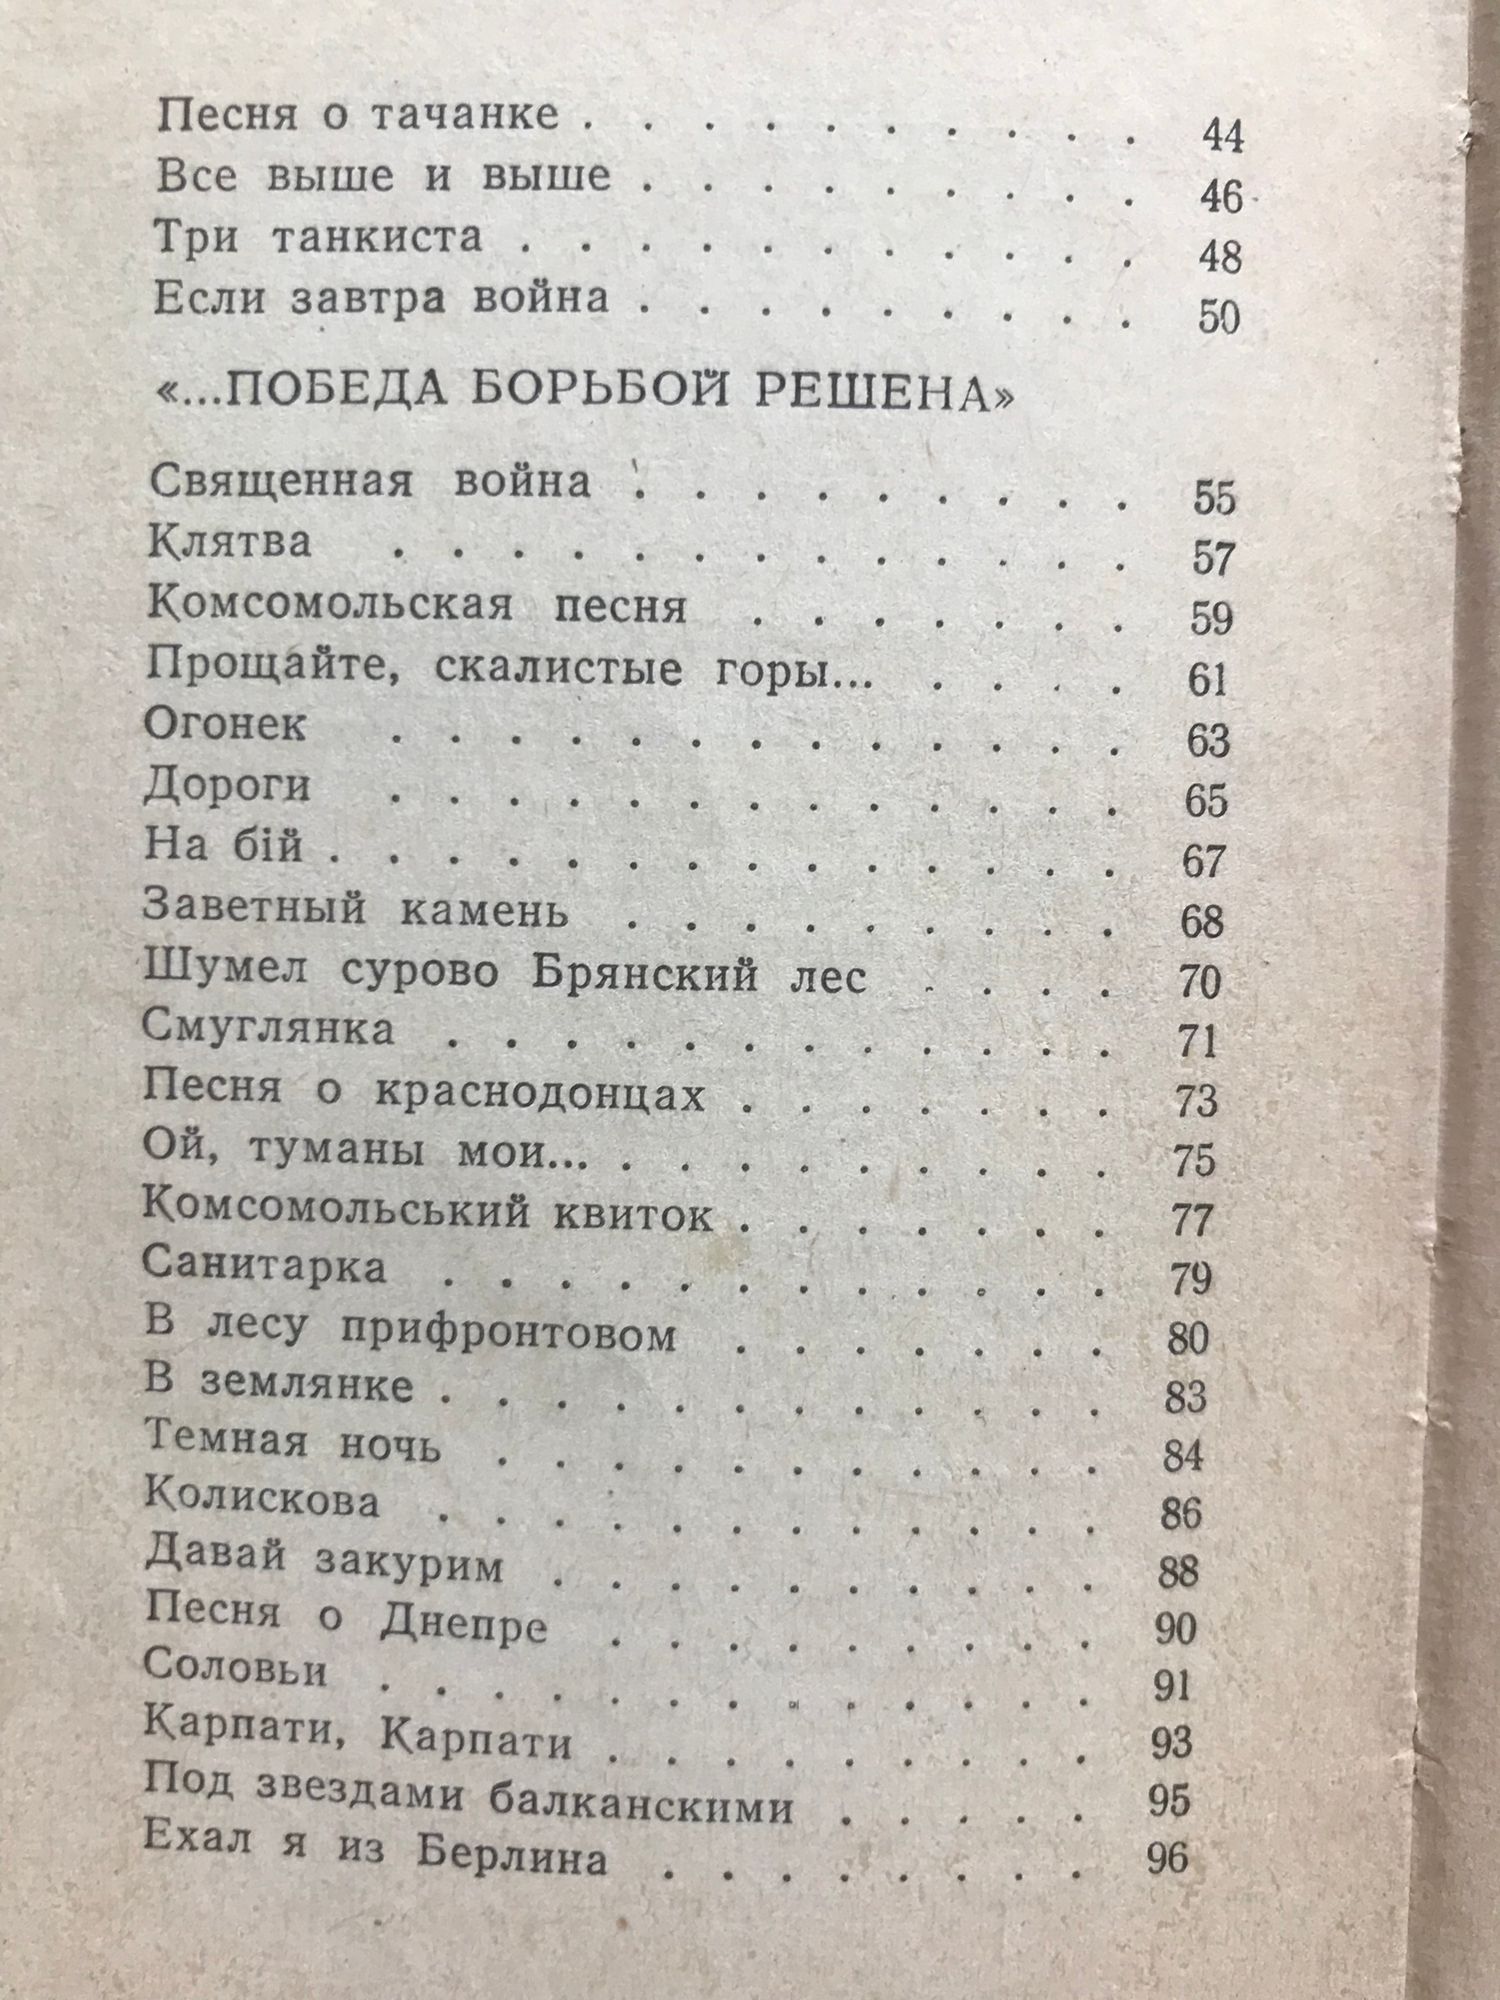 Песня о тачанке . . . . . . . . . . 44
Все выше и выше . . . . . . . . . 46
Три танкиста . . . . . . . . . . . 48
Если завтра война . . . . . . . . . 50
«...ПОБЕДА БОРЬБОЙ РЕШЕНА»
Священная война . . . . . . . . . 55
Клятва . . . . . . . . . . . . . 57
Комсомольская песня . . . . . . . 59
Прощайте, скалистые горы... . . . . 61
Огонек . . . . . . . . . . . . . 63
Дороги . . . . . . . . . . . . . 65
На бій . . . . . . . . . . . . . . 67
Заветный камень . . . . . . . . . 68
Шумел сурово Брянский лес . . . . 70
Смуглянка . . . . . . . . . . . . 71
Песня о краснодонцах . . . . . . . 73
Ой, туманы мои... . . . . . . . . . 75
Комсомольський квиток . . . . . . . 77
Санитарка . . . . . . . . . . . . 79
В лесу прифронтовом . . . . . . . 80
В землянке . . . . . . . . . . . . 83
Темная ночь . . . . . . . . . . . 84
Колискова . . . . . . . . . . . . 86
Давай закурим . . . . . . . . . . 88
Песня о Днепре . . . . . . . . . 90
Соловьи . . . . . . . . . . . . . 91
Карпати, Карпати . . . . . . . . . 93
Под звездами балканскими . . . . . 95
Ехал я из Берлина . . . . . . . . 96